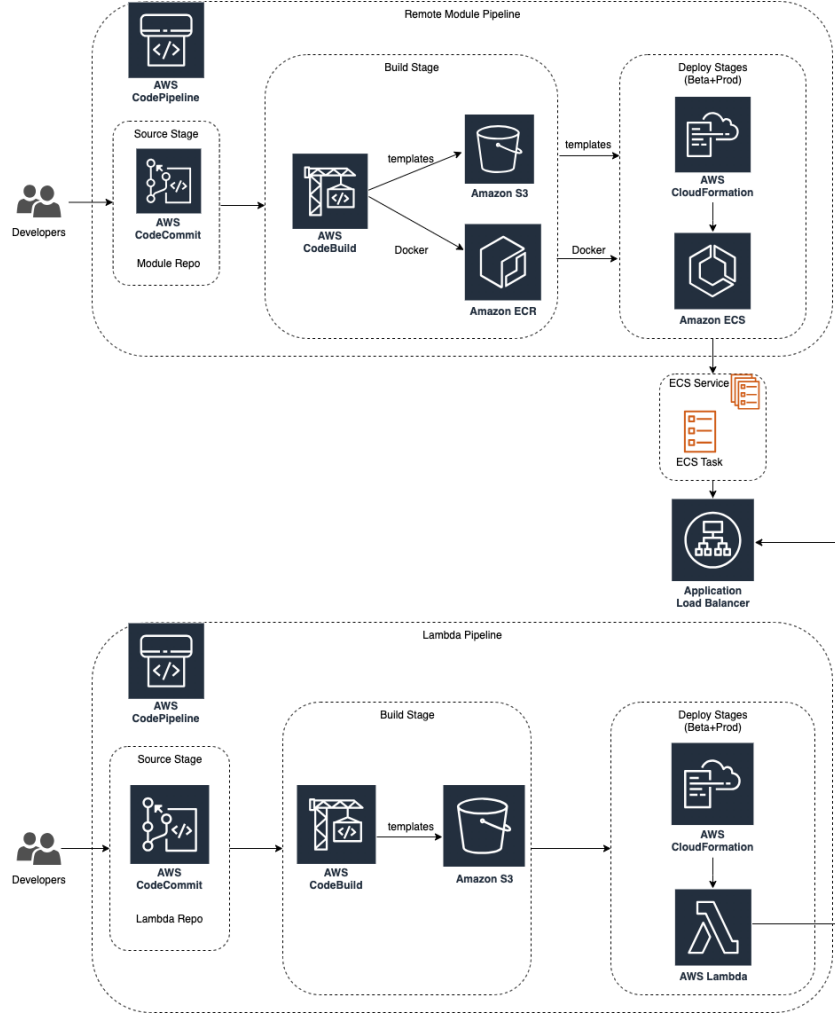 Remote Module Pipeline
AWS
CodePipeline
Source Stage
AWS
CodeCommit
Module Repo
Developers
Build Stage
AWS
CodeBuild
templates
Docker
Amazon S3
Amazon ECR
templates
Docker
Deploy Stages
(Beta+Prod)
AWS
CloudFormation
Amazon ECS
ECS Service
ECS Task
Application
Load Balancer
Lambda Pipeline
AWS
CodePipeline
Source Stage
AWS
CodeCommit
Lambda Repo
Developers
Build Stage
AWS
CodeBuild
templates
Amazon S3
Deploy Stages
(Beta+Prod)
AWS
CloudFormation
AWS Lambda